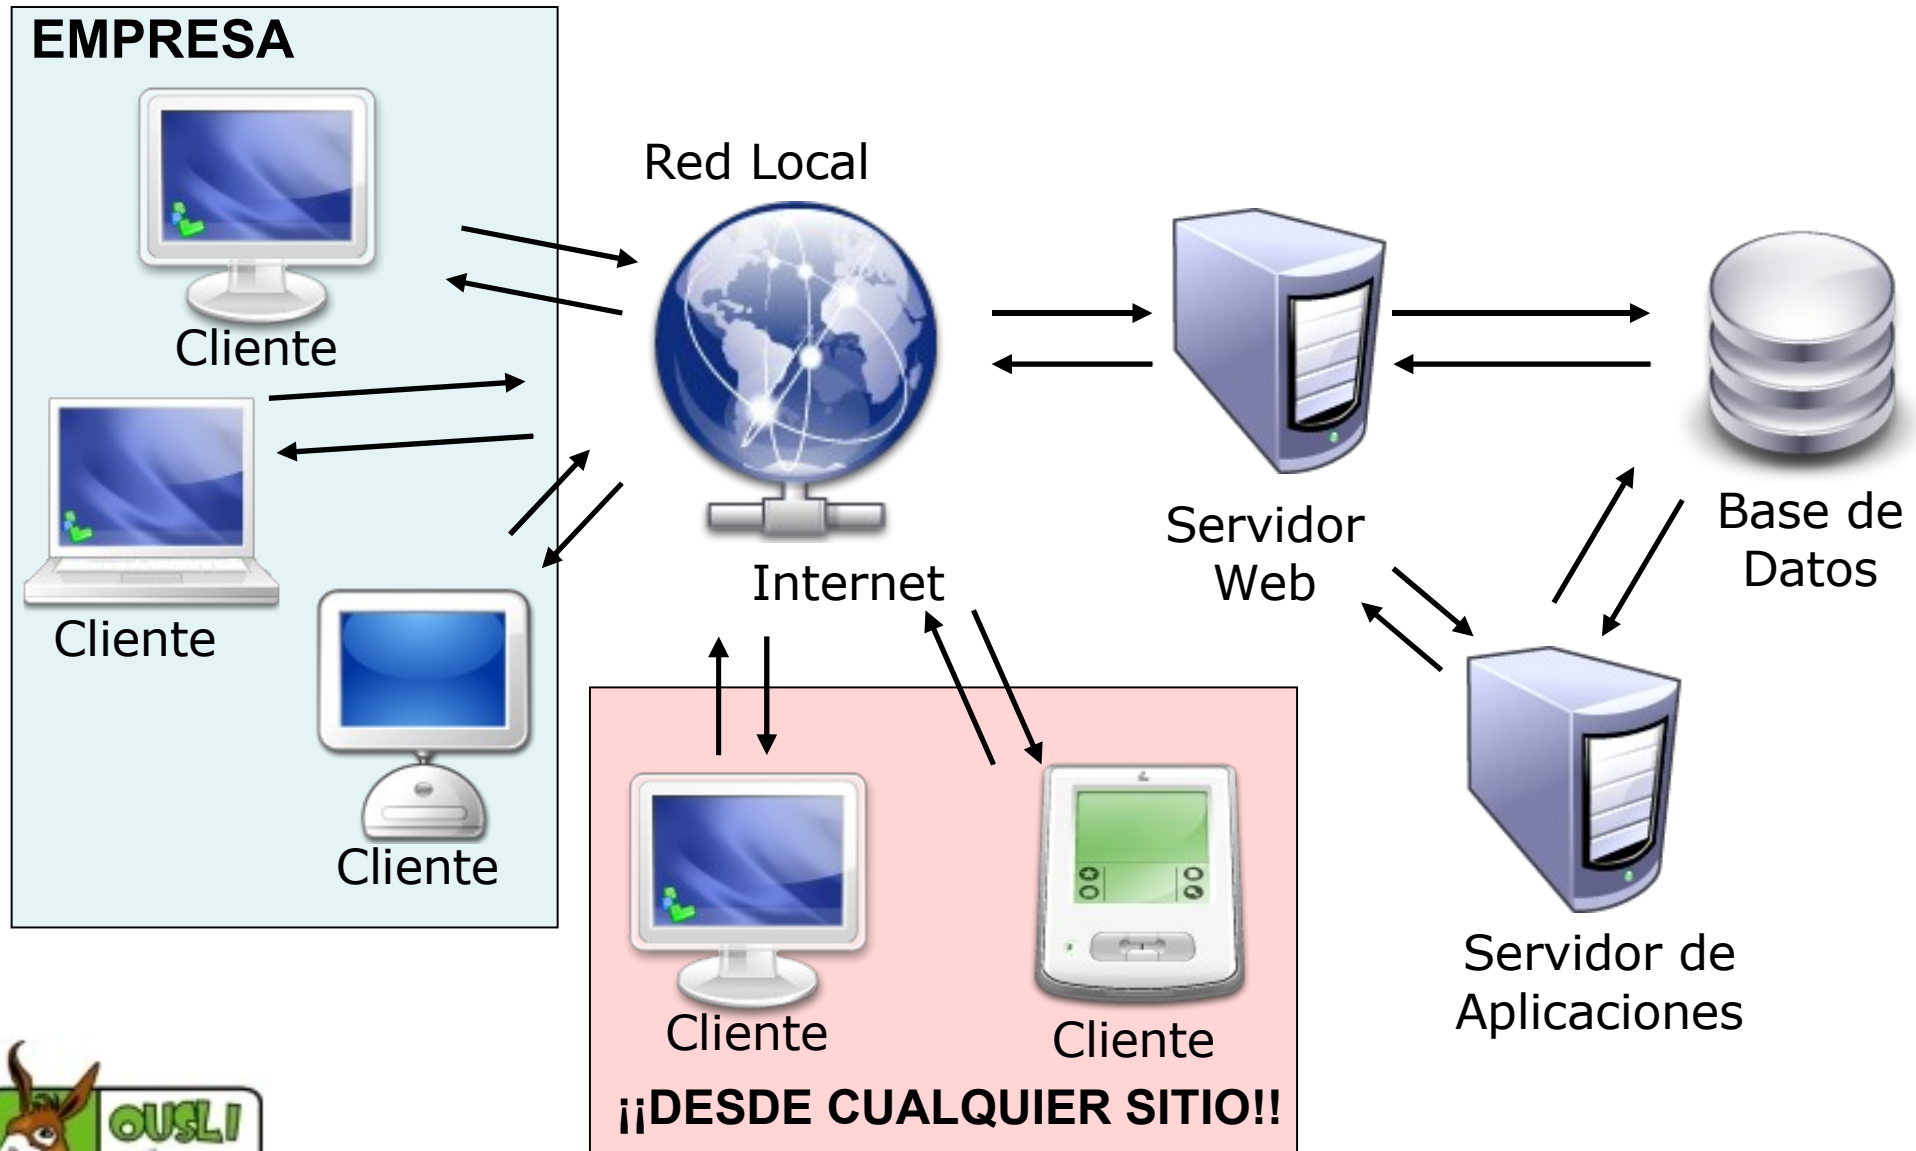 EMPRESA
Cliente
Cliente
Cliente
Red Local
Internet
Servidor
Web
Base de
Datos
Servidor de
Aplicaciones
Cliente
Cliente
¡¡DESDE CUALQUIER SITIO!!
OUSLI